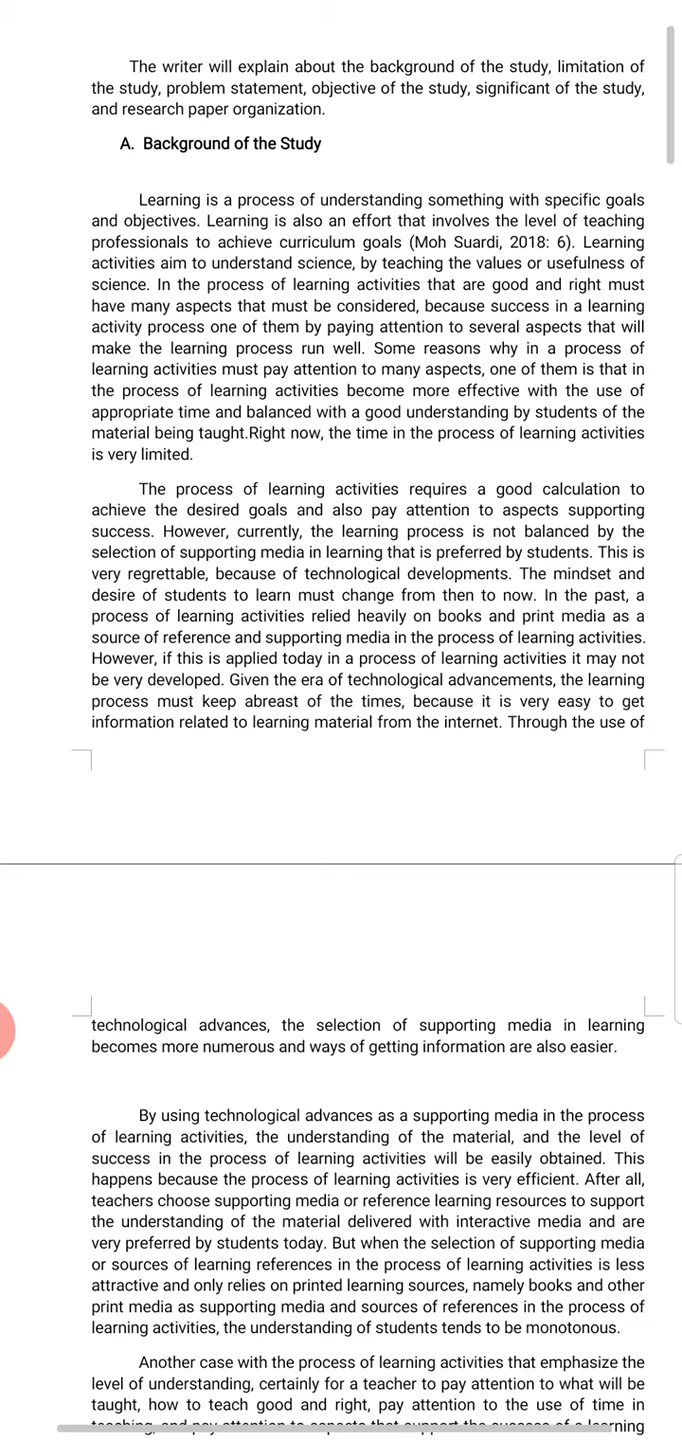 The writer will explain about the background of the study, limitation of
the study, problem statement, objective of the study, significant of the study,
and research paper organization.
A. Background of the Study
Learning is a process of understanding something with specific goals
and objectives. Learning is also an effort that involves the level of teaching
professionals to achieve curriculum goals (Moh Suardi, 2018: 6). Learning
activities aim to understand science, by teaching the values or usefulness of
science. In the process of learning activities that are good and right must
have many aspects that must be considered, because success in a learning
activity process one of them by paying attention to several aspects that will
make the learning process run well. Some reasons why in a process of
learning activities must pay attention to many aspects, one of them is that in
the process of learning activities become more effective with the use of
appropriate time and balanced with a good understanding by students of the
material being taught.Right now, the time in the process of learning activities
is very limited.
The process of learning activities requires a good calculation to
achieve the desired goals and also pay attention to aspects supporting
success. However, currently, the learning process is not balanced by the
selection of supporting media in learning that is preferred by students. This is
very regrettable, because of technological developments. The mindset and
desire of students to learn must change from then to now. In the past, a
process of learning activities relied heavily on books and print media as a
source of reference and supporting media in the process of learning activities.
However, if this is applied today in a process of learning activities it may not
be very developed. Given the era of technological advancements, the learning
process must keep abreast of the times, because it is very easy to get
information related to learning material from the internet. Through the use of
technological advances, the selection of supporting media in learning
becomes more numerous and ways of getting information are also easier.
By using technological advances as a supporting media in the process
of learning activities, the understanding of the material, and the level of
success in the process of learning activities will be easily obtained. This
happens because the process of learning activities is very efficient. After all,
teachers choose supporting media or reference learning resources to support
the understanding of the material delivered with interactive media and are
very preferred by students today. But when the selection of supporting media
or sources of learning references in the process of learning activities is less
attractive and only relies on printed learning sources, namely books and other
print media as supporting media and sources of references in the process of
learning activities, the understanding of students tends to be monotonous.
Another case with the process of learning activities that emphasize the
level of understanding, certainly for a teacher to pay attention to what will be
taught, how to teach good and right, pay attention to the use of time in
teaching, and pay attention to aspects that support the success of a learning